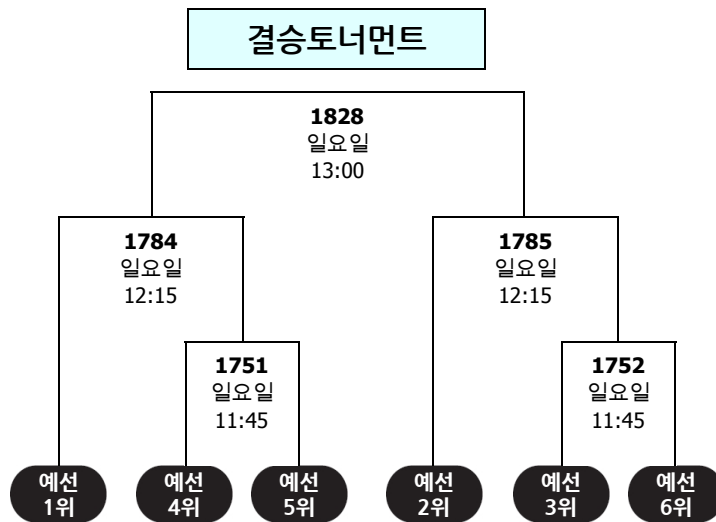 결승토너먼트
1828
일요일
13:00
1784
일요일
12:15
1785
일요일
12:15
1751
일요일
11:45
1752
일요일
11:45
예선
1위
예선
4위
예선
5위
예선
2위
예선
3위
예선
6위